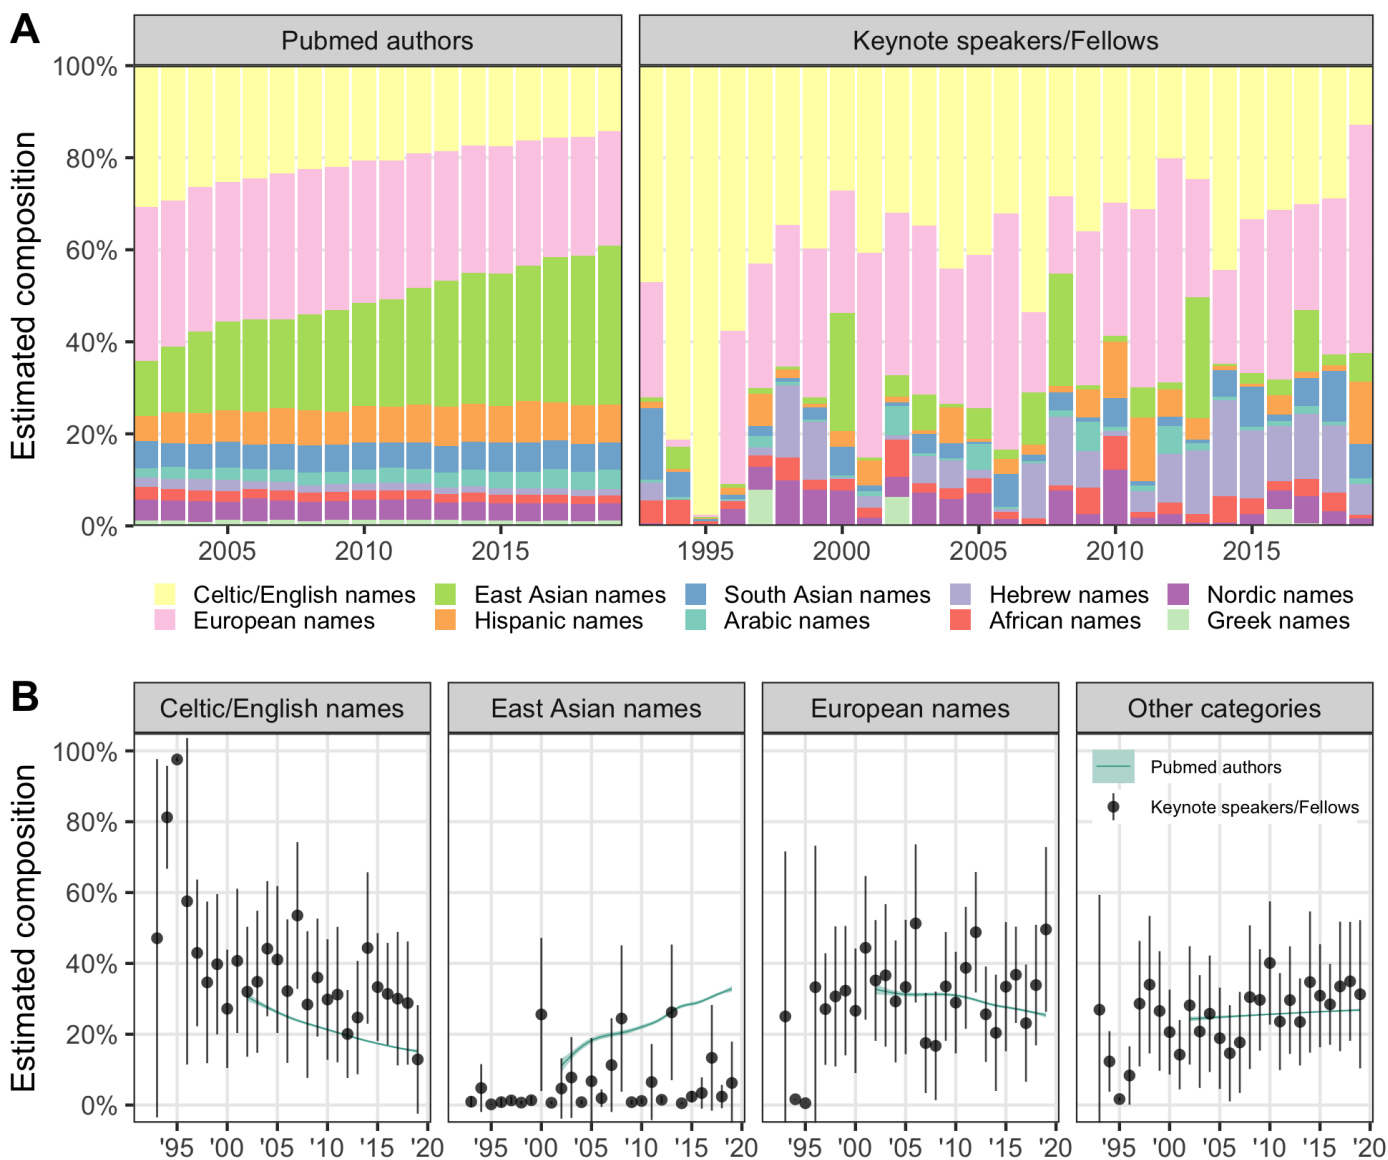 A
Pubmed authors
Keynote speakers/Fellows
Estimated composition
100%
80%
60%
40%
20%
0%
2005 2010 2015
1995 2000 2005 2010 2015
Celtic/English names East Asian names South Asian names Hebrew names Nordic names
European names Hispanic names Arabic names African names Greek names
B
Celtic/English names
East Asian names
European names
Other categories
Estimated composition
100%
80%
60%
40%
20%
0%
Pubmed authors
Keynote speakers/Fellows
'95 '00 '05 '10 '15 '20
'95 '00 '05 '10 '15 '20
'95 '00 '05 '10 '15 '20
'95 '00 '05 '10 '15 '20